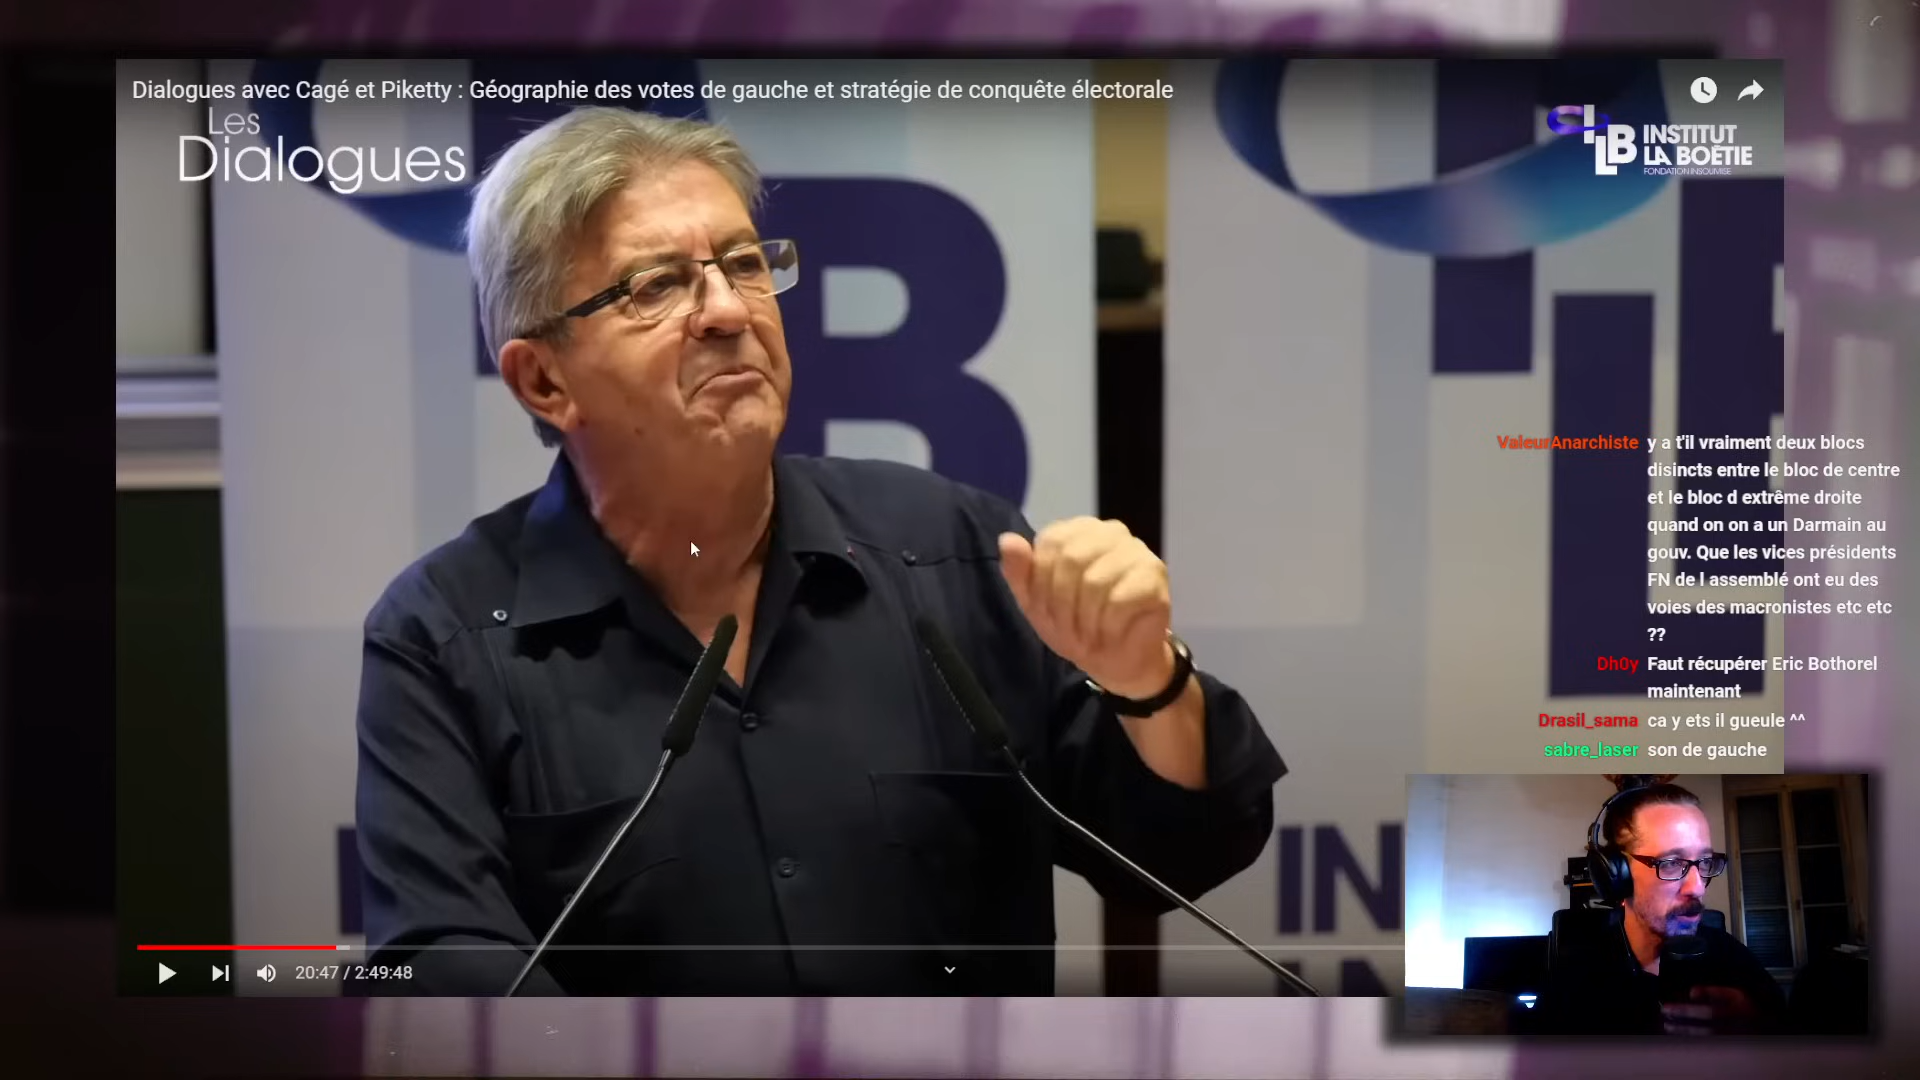 Dialogues avec Cagé et Piketty : Géographie des votes de gauche et stratégie de conquête électorale
Les
Dialogues
ILB
INSTITUT
LA BOÉTIE
FONDATION INSOUMISE
B
IN
ValeurAnarchiste y a t'il vraiment deux blocs
disincts entre le bloc de centre
et le bloc d extrême droite
quand on on a un Darmain au
gouv. Que les vices présidents
FN de l assemblé ont eu des
voies des macronistes etc etc
??
Dh0y Faut récupérer Eric Bothorel
maintenant
Drasil_sama ca y ets il gueule ^^
sabre_laser son de gauche
20:47 / 2:49:48